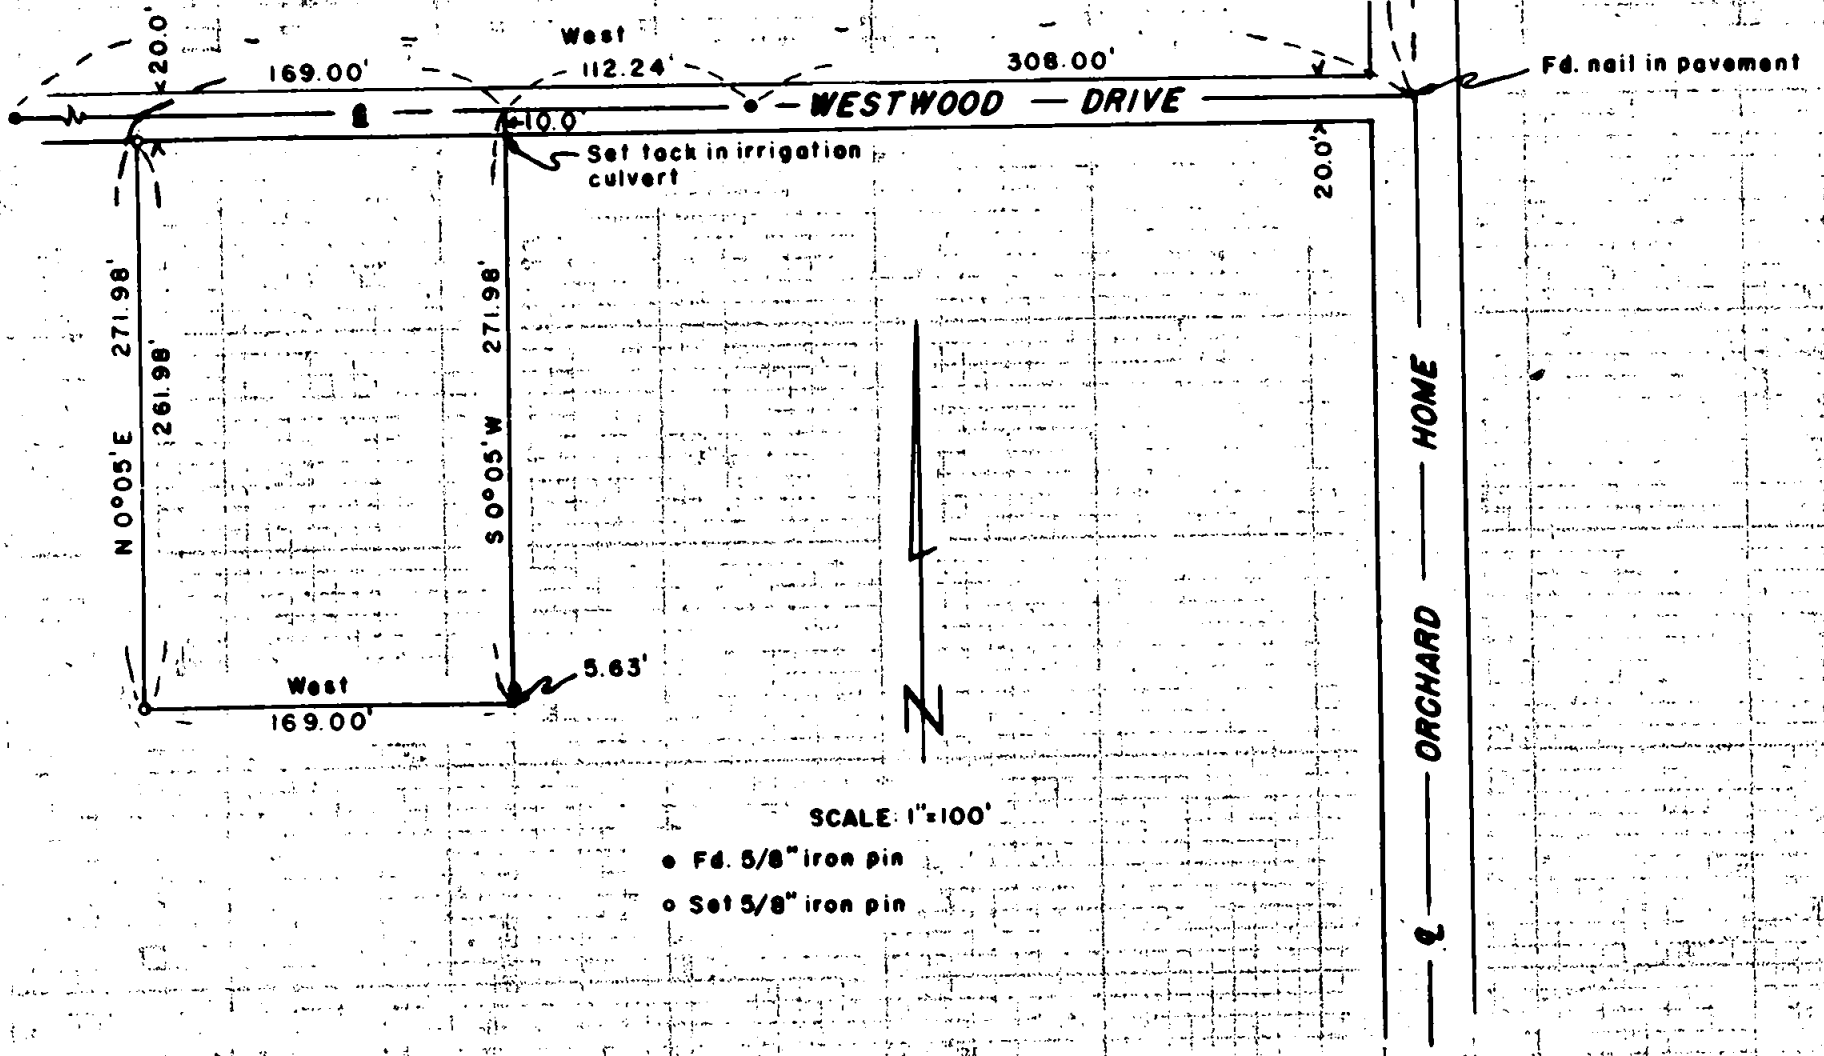 20.0'
West
169.00'
112.24'
308.00'
Fd. nail in pavement
℄
WESTWOOD DRIVE
10.0'
Set tack in irrigation
culvert
20.0'
N 0°05' E 271.98'
261.98'
S 0°05' W 271.98'
5.63'
West
169.00'
N
℄ ORCHARD HOME
SCALE: 1"=100'
Fd. 5/8" iron pin
Set 5/8" iron pin